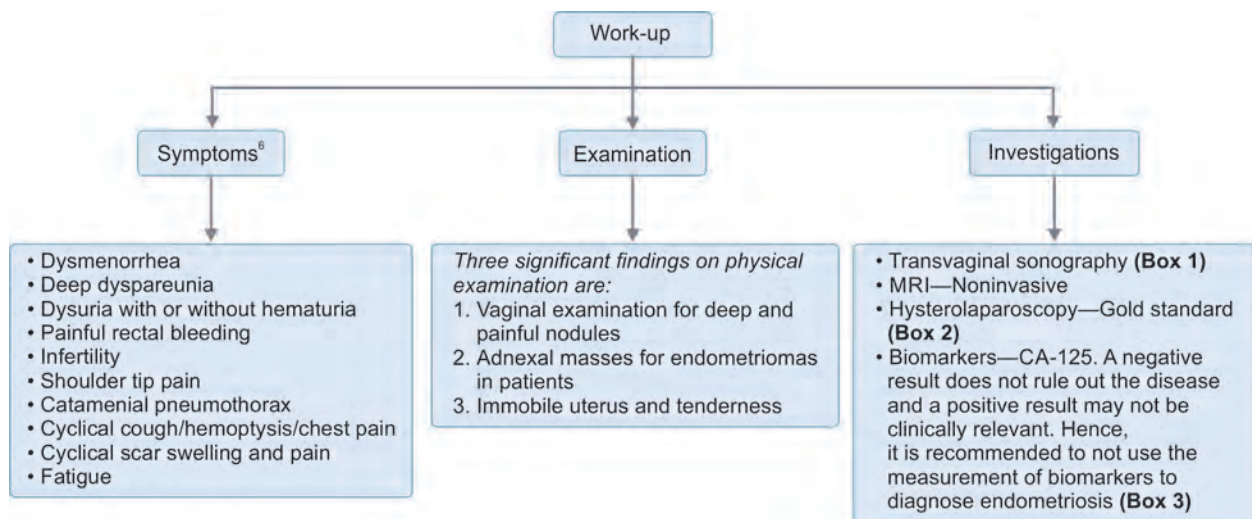 Work-up
Symptoms⁶
Examination
Investigations
• Dysmenorrhea
• Deep dyspareunia
• Dysuria with or without hematuria
• Painful rectal bleeding
• Infertility
• Shoulder tip pain
• Catamenial pneumothorax
• Cyclical cough/hemoptysis/chest pain
• Cyclical scar swelling and pain
• Fatigue
Three significant findings on physical
examination are:
1. Vaginal examination for deep and
painful nodules
2. Adnexal masses for endometriomas
in patients
3. Immobile uterus and tenderness
• Transvaginal sonography (Box 1)
• MRI—Noninvasive
• Hysterolaparoscopy—Gold standard
(Box 2)
• Biomarkers—CA-125. A negative
result does not rule out the disease
and a positive result may not be
clinically relevant. Hence,
it is recommended to not use the
measurement of biomarkers to
diagnose endometriosis (Box 3)